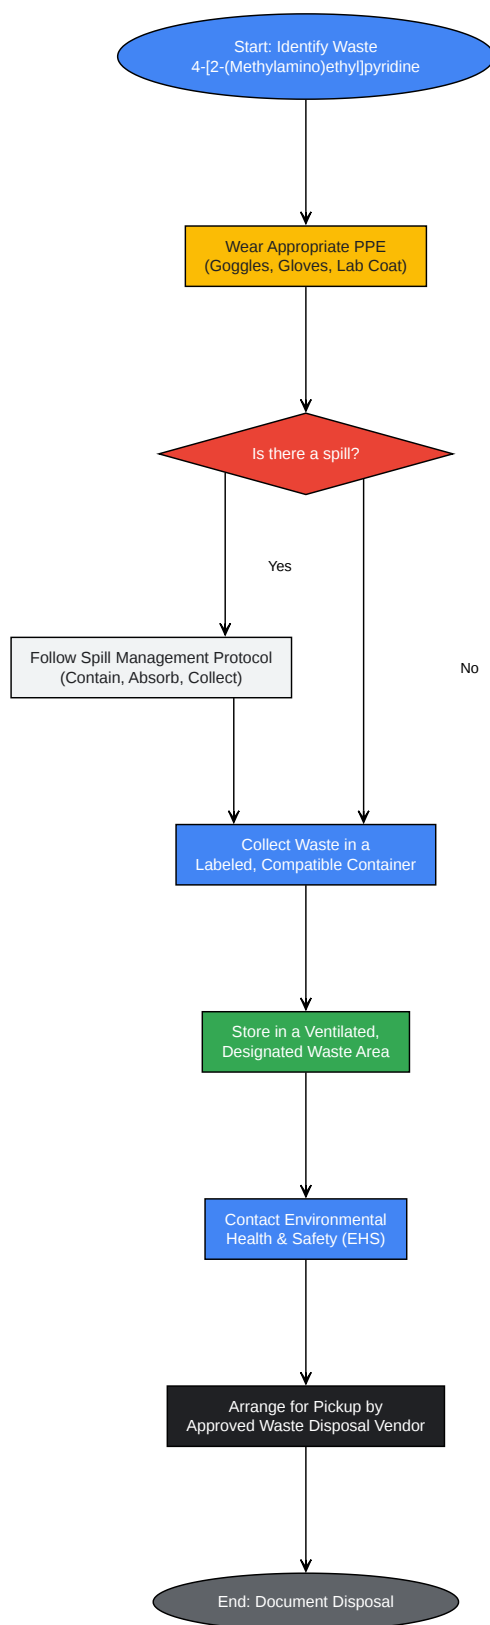 Start: Identify Waste
4-[2-(Methylamino)ethyl]pyridine
Wear Appropriate PPE
(Goggles, Gloves, Lab Coat)
Is there a spill?
Yes
Follow Spill Management Protocol
(Contain, Absorb, Collect)
No
Collect Waste in a
Labeled, Compatible Container
Store in a Ventilated,
Designated Waste Area
Contact Environmental
Health & Safety (EHS)
Arrange for Pickup by
Approved Waste Disposal Vendor
End: Document Disposal